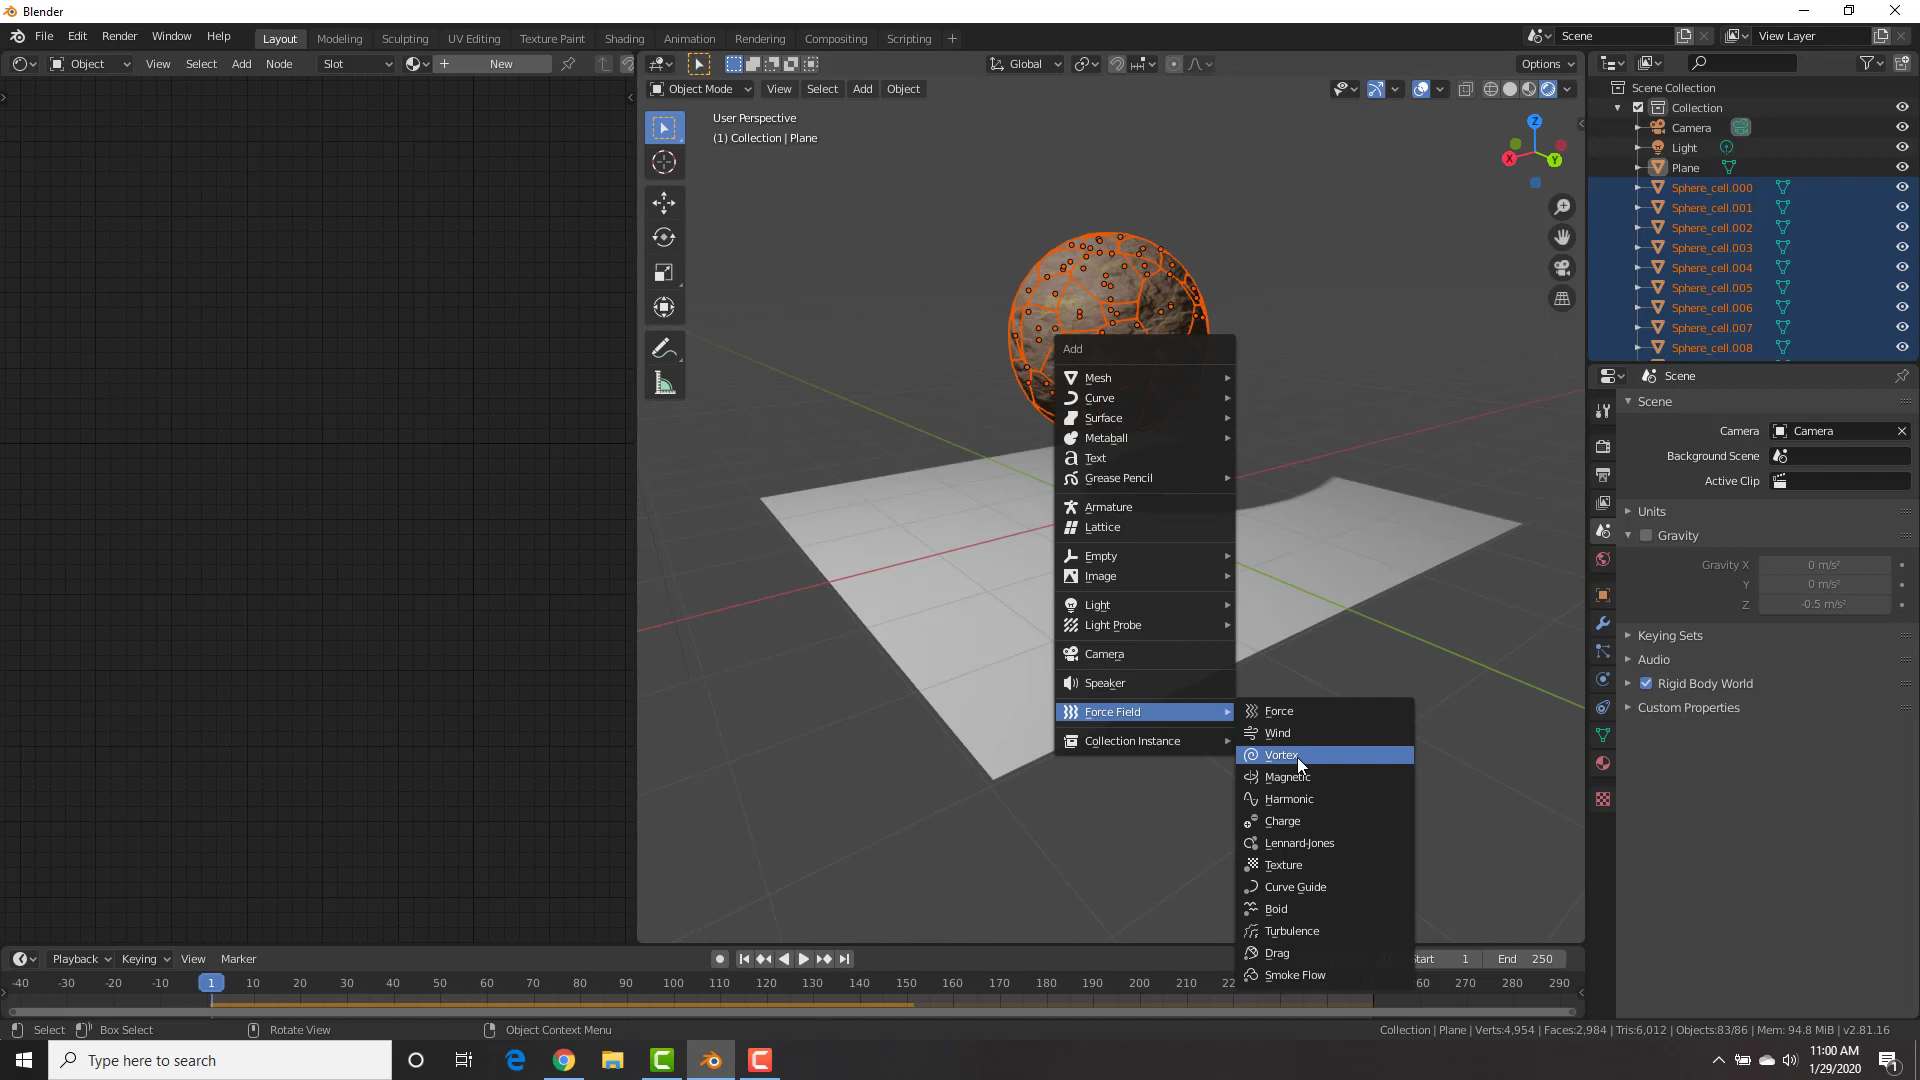 Blender
File Edit Render Window Help
Layout Modeling Sculpting UV Editing Texture Paint Shading Animation Rendering Compositing Scripting
Scene View Layer
Object View Select Add Node Slot New
Global Options
Object Mode View Select Add Object
User Perspective
(1) Collection | Plane
Z
X
Y
Scene Collection
Collection
Camera
Light
Plane
Sphere_cell.000
Sphere_cell.001
Sphere_cell.002
Sphere_cell.003
Sphere_cell.004
Sphere_cell.005
Sphere_cell.006
Sphere_cell.007
Sphere_cell.008
Scene
Scene
Camera Camera
Background Scene
Active Clip
Units
Gravity
Gravity X 0 m/s²
Y 0 m/s²
Z -0.5 m/s²
Keying Sets
Audio
Rigid Body World
Custom Properties
Add
Mesh
Curve
Surface
Metaball
Text
Grease Pencil
Armature
Lattice
Empty
Image
Light
Light Probe
Camera
Speaker
Force Field
Collection Instance
Force
Wind
Vortex
Magnetic
Harmonic
Charge
Lennard-Jones
Texture
Curve Guide
Boid
Turbulence
Drag
Smoke Flow
Playback Keying View Marker
tart 1 End 250
-40 -30 -20 -10 1 10 20 30 40 50 60 70 80 90 100 110 120 130 140 150 160 170 180 190 200 210 22 60 270 280 290
Select Box Select Rotate View Object Context Menu
Collection | Plane | Verts:4,954 | Faces:2,984 | Tris:6,012 | Objects:83/86 | Mem: 94.8 MiB | v2.81.16
Type here to search
11:00 AM
1/29/2020
1